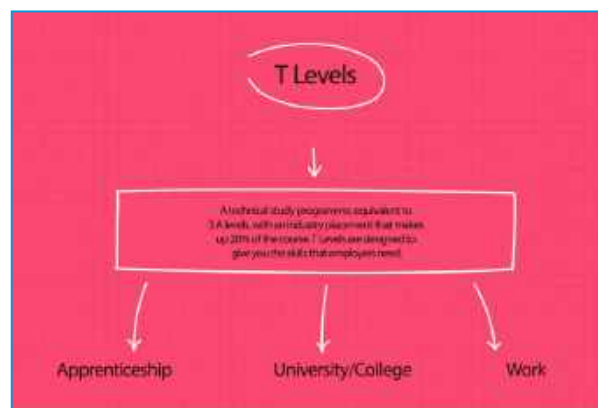 T Levels
A technical study programme, equivalent to
3 A levels, with an industry placement that makes
up 20% of the course. T Levels are designed to
give you the skills that employers need.
Apprenticeship
University/College
Work